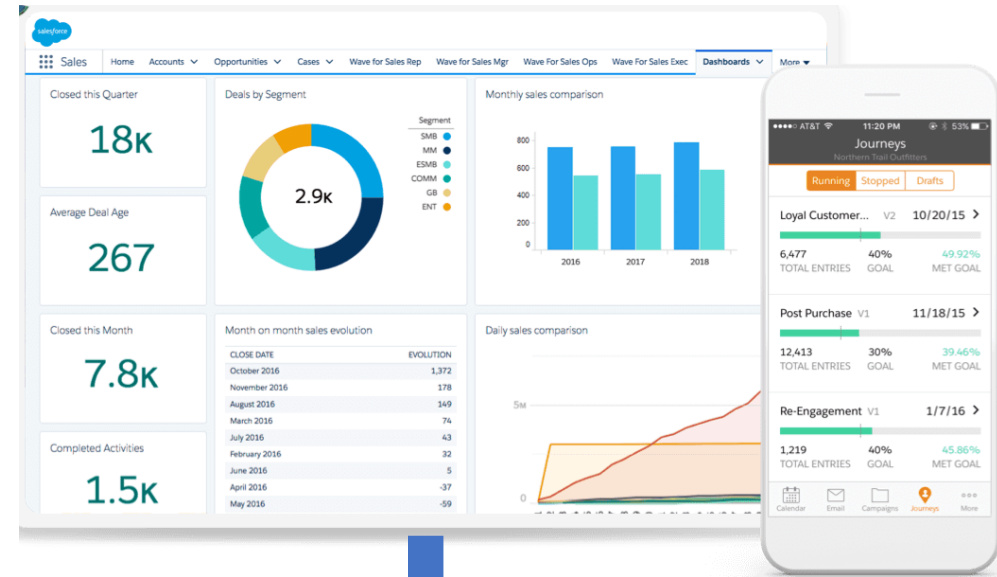 salesforce
Sales Home Accounts Opportunities Cases Wave for Sales Rep Wave for Sales Mgr Wave For Sales Ops Wave For Sales Exec Dashboards More
Closed this Quarter
18K
Average Deal Age
267
Closed this Month
7.8K
Completed Activities
1.5K
Deals by Segment
2.9K
Segment
SMB
MM
ESMB
COMM
GB
ENT
Monthly sales comparison
800
600
400
200
0
2016 2017 2018
Month on month sales evolution
CLOSE DATE EVOLUTION
October 2016 1,372
November 2016 178
August 2016 149
March 2016 74
July 2016 43
February 2016 32
June 2016 5
April 2016 -37
May 2016 -59
Daily sales comparison
5M
0
AT&T 11:20 PM 53%
Journeys
Northern Trail Outfitters
Running Stopped Drafts
Loyal Customer... V2 10/20/15
6,477 40% 49.92%
TOTAL ENTRIES GOAL MET GOAL
Post Purchase V1 11/18/15
12,413 30% 39.46%
TOTAL ENTRIES GOAL MET GOAL
Re-Engagement V1 1/7/16
1,219 40% 45.86%
TOTAL ENTRIES GOAL MET GOAL
Calendar Email Campaigns Journeys More